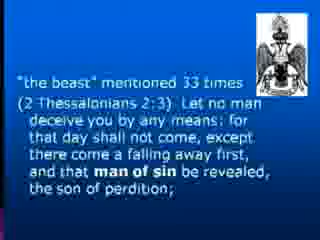 "the beast" mentioned 33 times
(2 Thessalonians 2:3)  Let no man
deceive you by any means: for
that day shall not come, except
there come a falling away first,
and that man of sin be revealed,
the son of perdition;